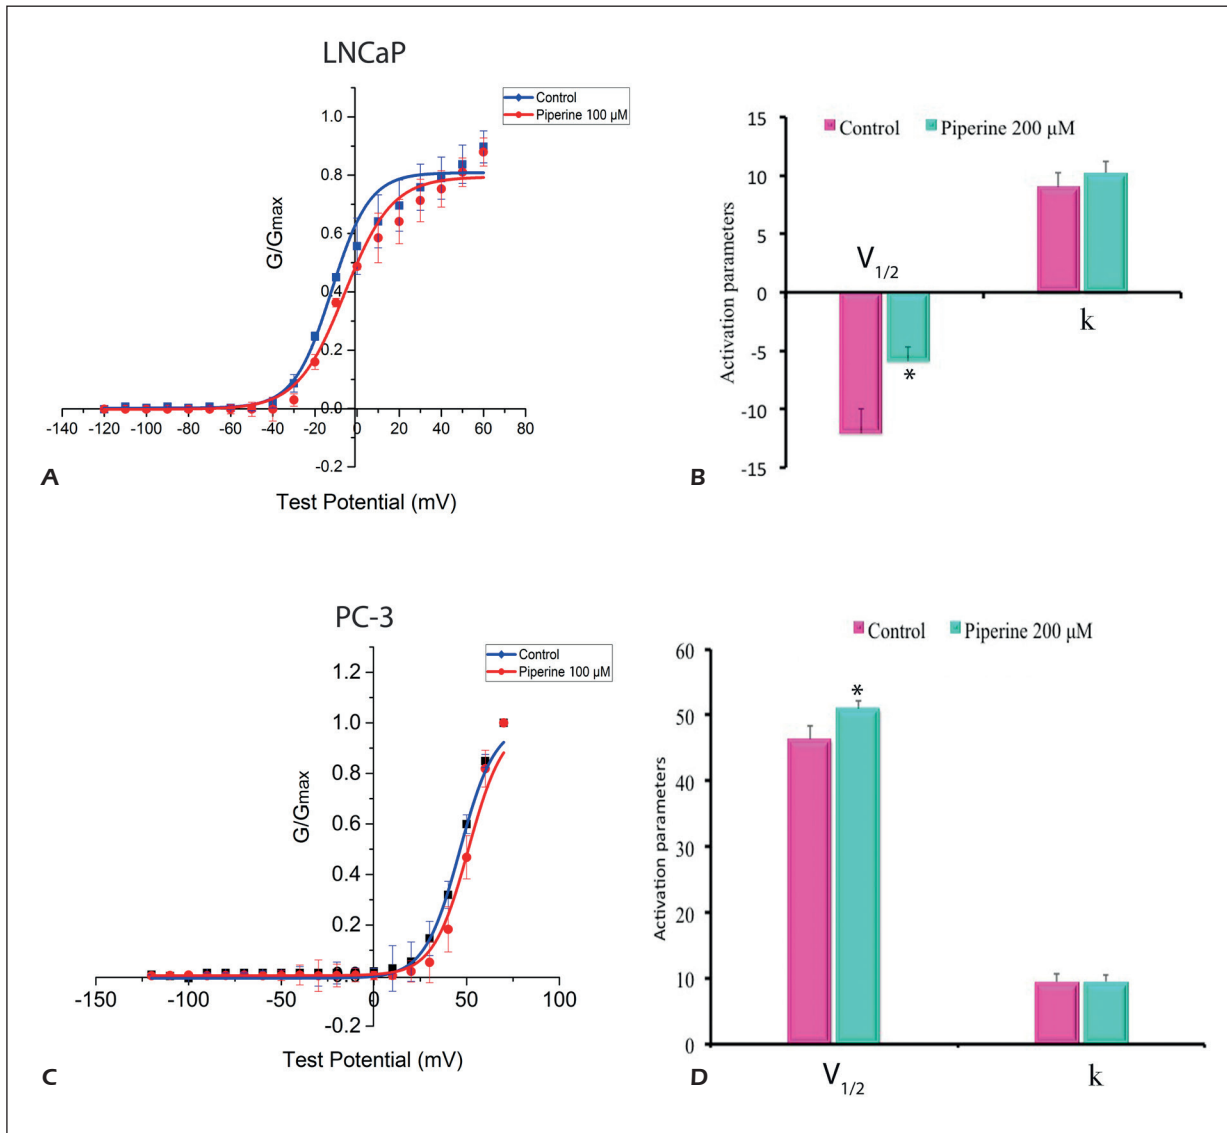 LNCaP
Control
Piperine 100 µM
1.0
0.8
0.6
0.4
0.2
0.0
-0.2
G/Gmax
-140 -120 -100 -80 -60 -40 -20 0 20 40 60 80
Test Potential (mV)
A
Control Piperine 200 µM
15
10
5
0
-5
-10
-15
Activation parameters
V1/2
k
*
B
PC-3
Control
Piperine 100 µM
1.2
1.0
0.8
0.6
0.4
0.2
-0.2
G/Gmax
-150 -100 -50 0 50 100
Test Potential (mV)
C
Control Piperine 200 µM
60
50
40
30
20
10
0
Activation parameters
*
V1/2 k
D